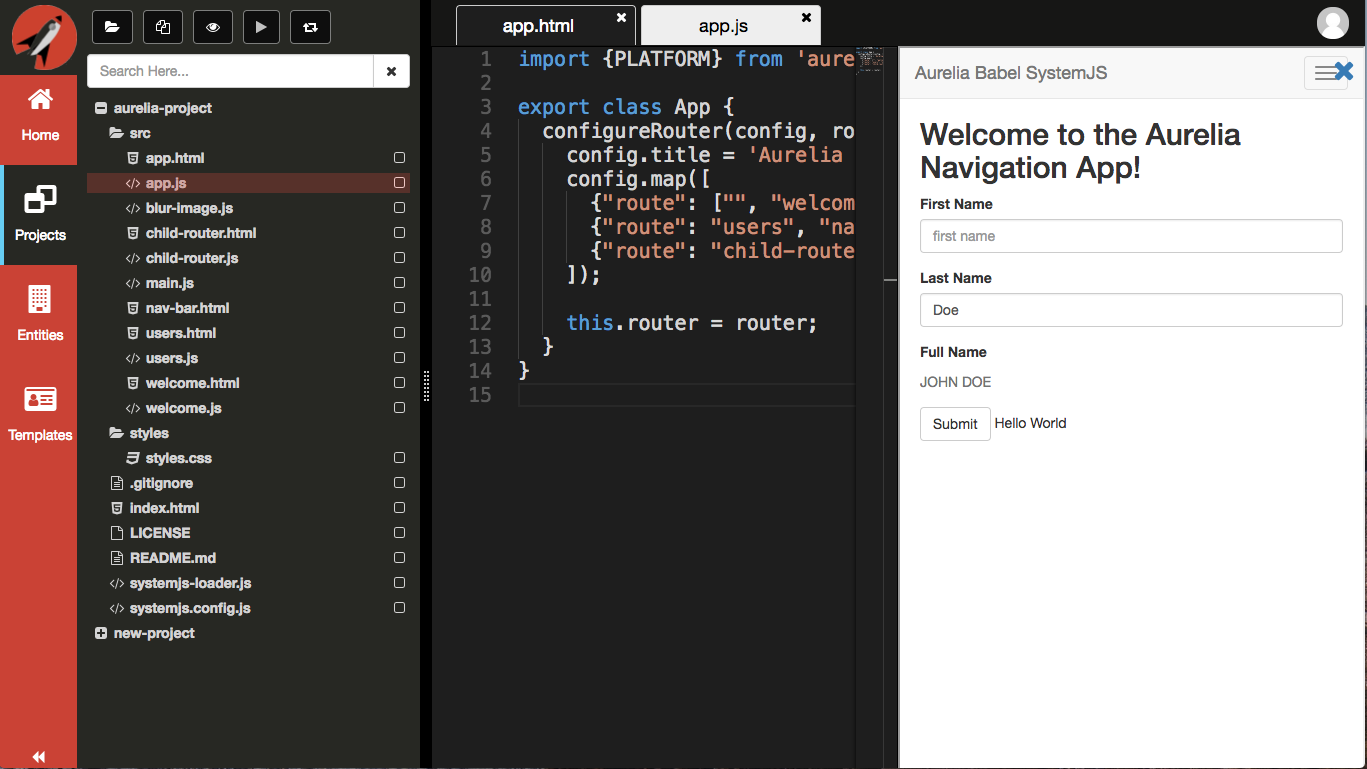 Home
Projects
Entities
Templates
Search Here...
aurelia-project
src
app.html
app.js
blur-image.js
child-router.html
child-router.js
main.js
nav-bar.html
users.html
users.js
welcome.html
welcome.js
styles
styles.css
.gitignore
index.html
LICENSE
README.md
systemjs-loader.js
systemjs.config.js
new-project
app.html
app.js
1 import {PLATFORM} from 'aure
2
3 export class App {
4 configureRouter(config, ro
5 config.title = 'Aurelia
6 config.map([
7 {"route": ["", "welcom
8 {"route": "users", "na
9 {"route": "child-route
10 ]);
11
12 this.router = router;
13 }
14 }
15
Aurelia Babel SystemJS
Welcome to the Aurelia
Navigation App!
First Name
first name
Last Name
Doe
Full Name
JOHN DOE
Submit Hello World